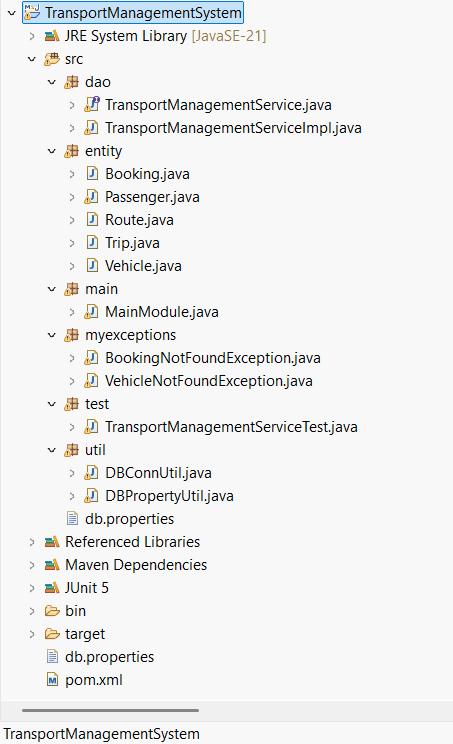 TransportManagementSystem
JRE System Library [JavaSE-21]
src
dao
TransportManagementService.java
TransportManagementServiceImpl.java
entity
Booking.java
Passenger.java
Route.java
Trip.java
Vehicle.java
main
MainModule.java
myexceptions
BookingNotFoundException.java
VehicleNotFoundException.java
test
TransportManagementServiceTest.java
util
DBConnUtil.java
DBPropertyUtil.java
db.properties
Referenced Libraries
Maven Dependencies
JUnit 5
bin
target
db.properties
pom.xml
TransportManagementSystem